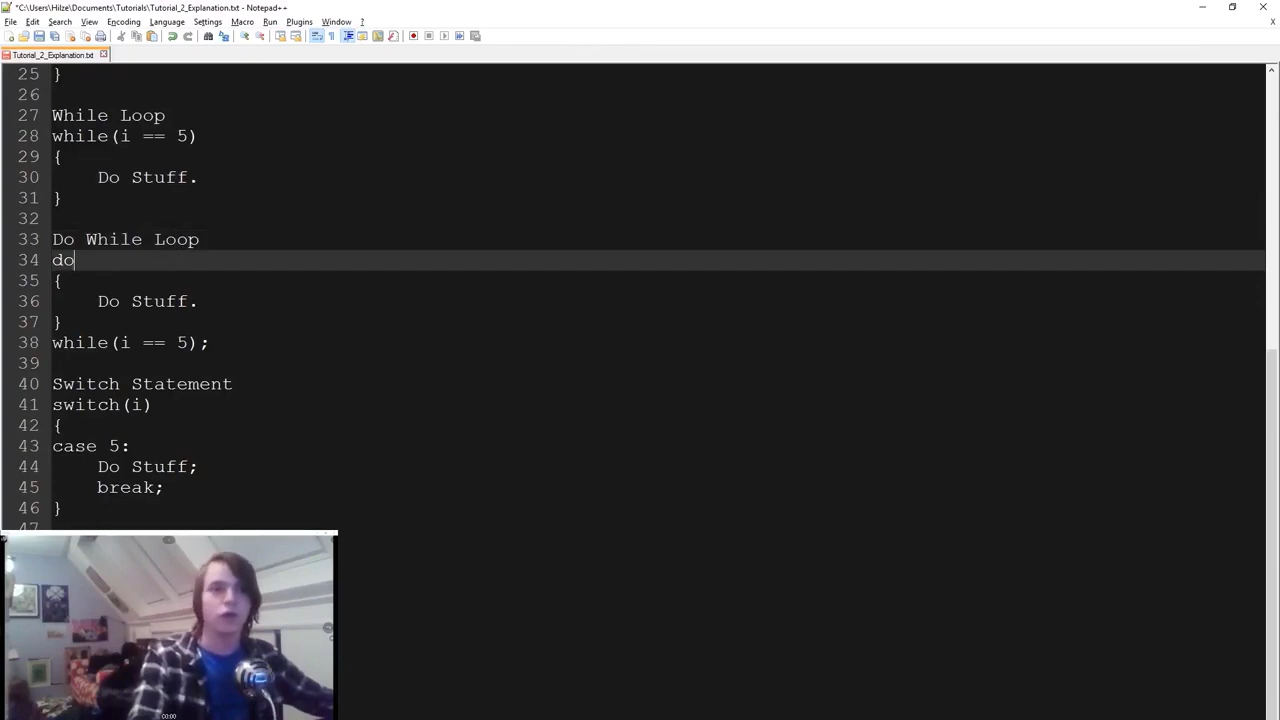 *C:\Users\Hilze\Documents\Tutorials\Tutorial_2_Explanation.txt - Notepad++
File Edit Search View Encoding Language Settings Macro Run Plugins Window ? X
Tutorial_2_Explanation.txt
25 }
26
27 While Loop
28 while(i == 5)
29 {
30 Do Stuff.
31 }
32
33 Do While Loop
34 do
35 {
36 Do Stuff.
37 }
38 while(i == 5);
39
40 Switch Statement
41 switch(i)
42 {
43 case 5:
44 Do Stuff;
45 break;
46 }
47
00:00